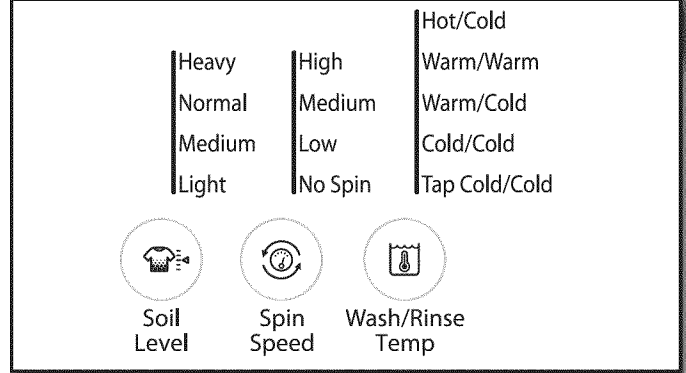 Hot/Cold
Heavy High Warm/Warm
Normal Medium Warm/Cold
Medium Low Cold/Cold
Light No Spin Tap Cold/Cold
Soil Spin Wash/Rinse
Level Speed Temp